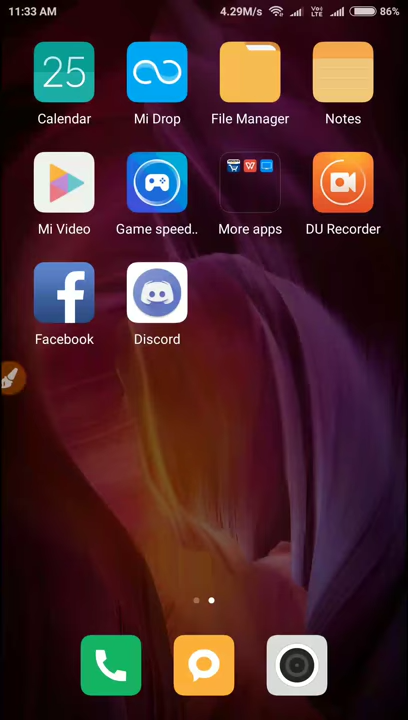 11:33 AM 4.29M/s VoLTE 86%
25
Calendar Mi Drop File Manager Notes
Mi Video Game speed.. More apps DU Recorder
Facebook Discord